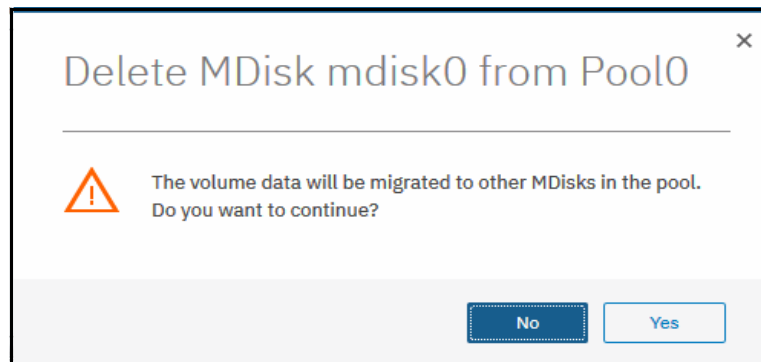 Delete MDisk mdisk0 from Pool0
The volume data will be migrated to other MDisks in the pool.
Do you want to continue?
No
Yes